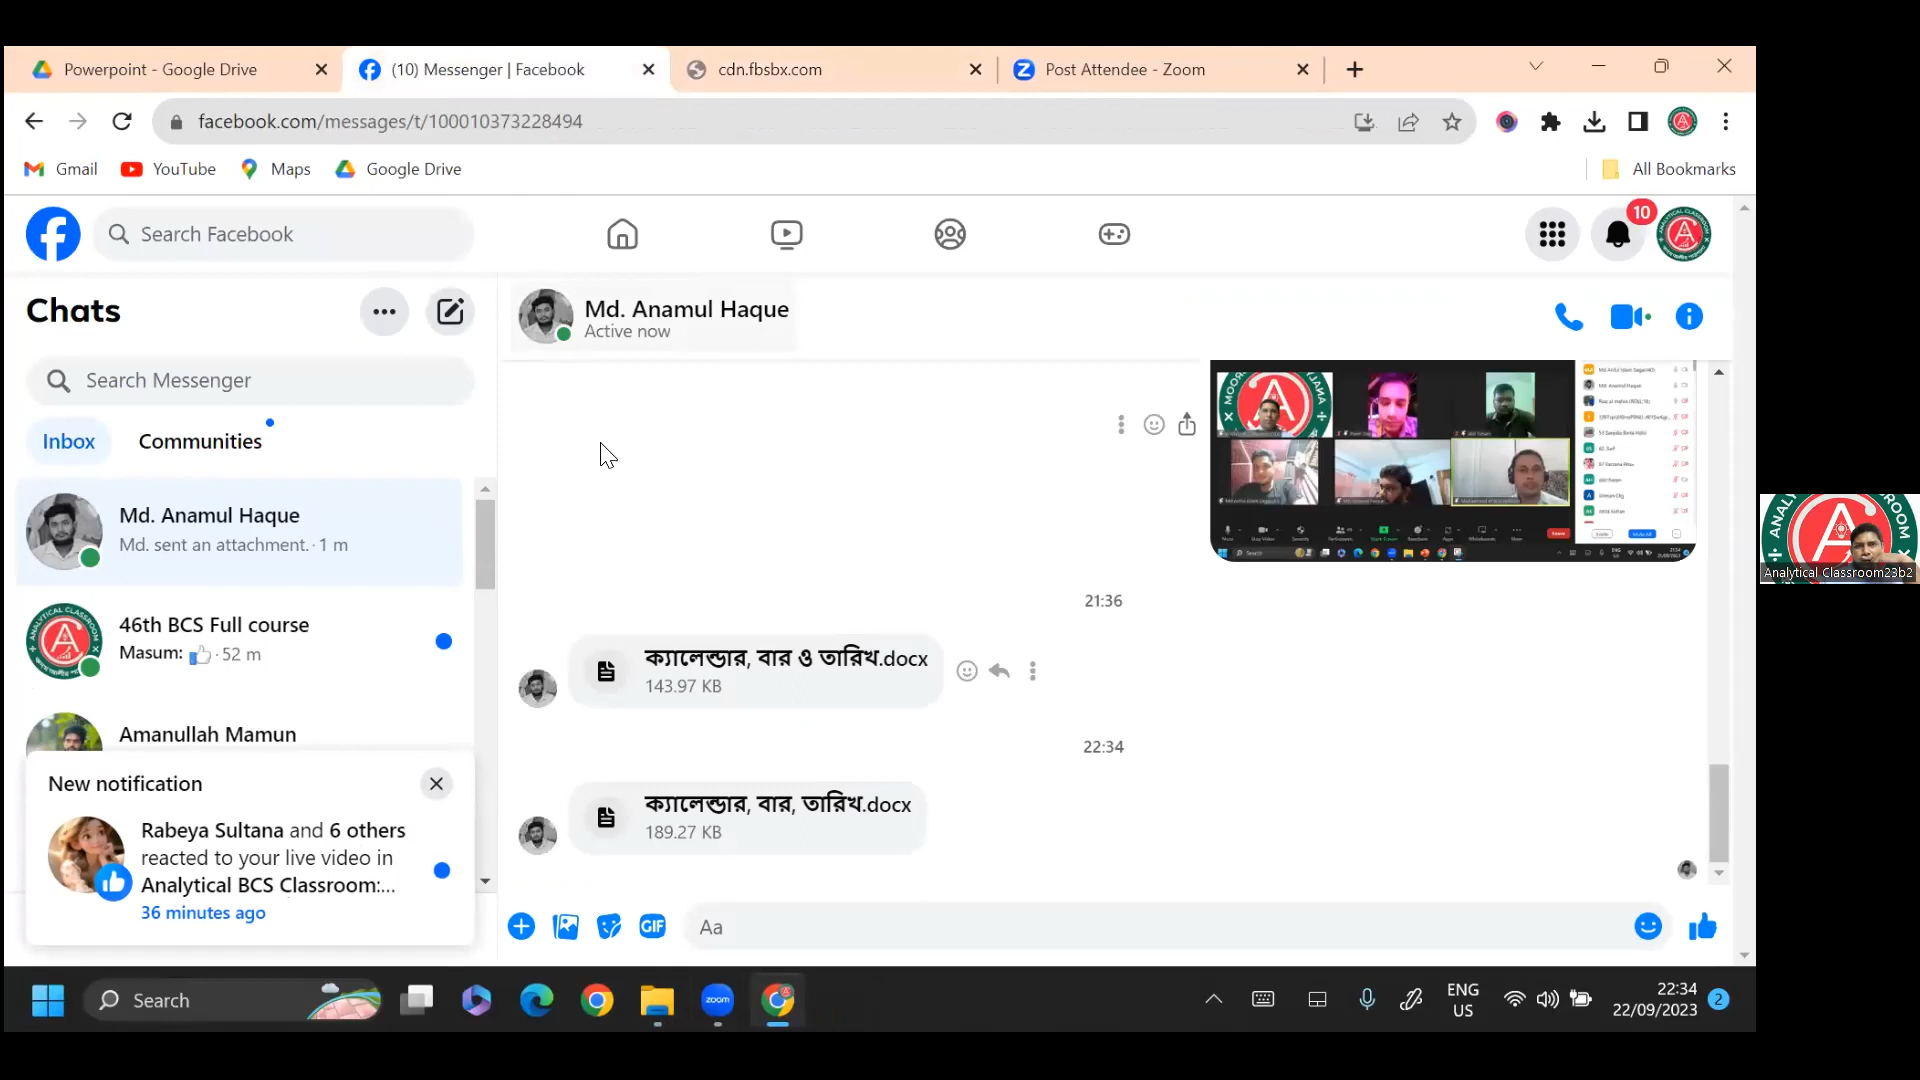 Powerpoint - Google Drive
(10) Messenger | Facebook
cdn.fbsbx.com
Post Attendee - Zoom
facebook.com/messages/t/100010373228494
Gmail
YouTube
Maps
Google Drive
All Bookmarks
Search Facebook
10
Chats
Md. Anamul Haque
Active now
Search Messenger
Inbox
Communities
Md. Anamul Haque
Md. sent an attachment. · 1 m
46th BCS Full course
Masum: · 52 m
Amanullah Mamun
New notification
Rabeya Sultana and 6 others
reacted to your live video in
Analytical BCS Classroom:...
36 minutes ago
21:36
ক্যালেন্ডার, বার ও তারিখ.docx
143.97 KB
22:34
ক্যালেন্ডার, বার, তারিখ.docx
189.27 KB
GIF
Aa
Analytical Classroom23b2
Search
zoom
ENG
US
22:34
22/09/2023
2